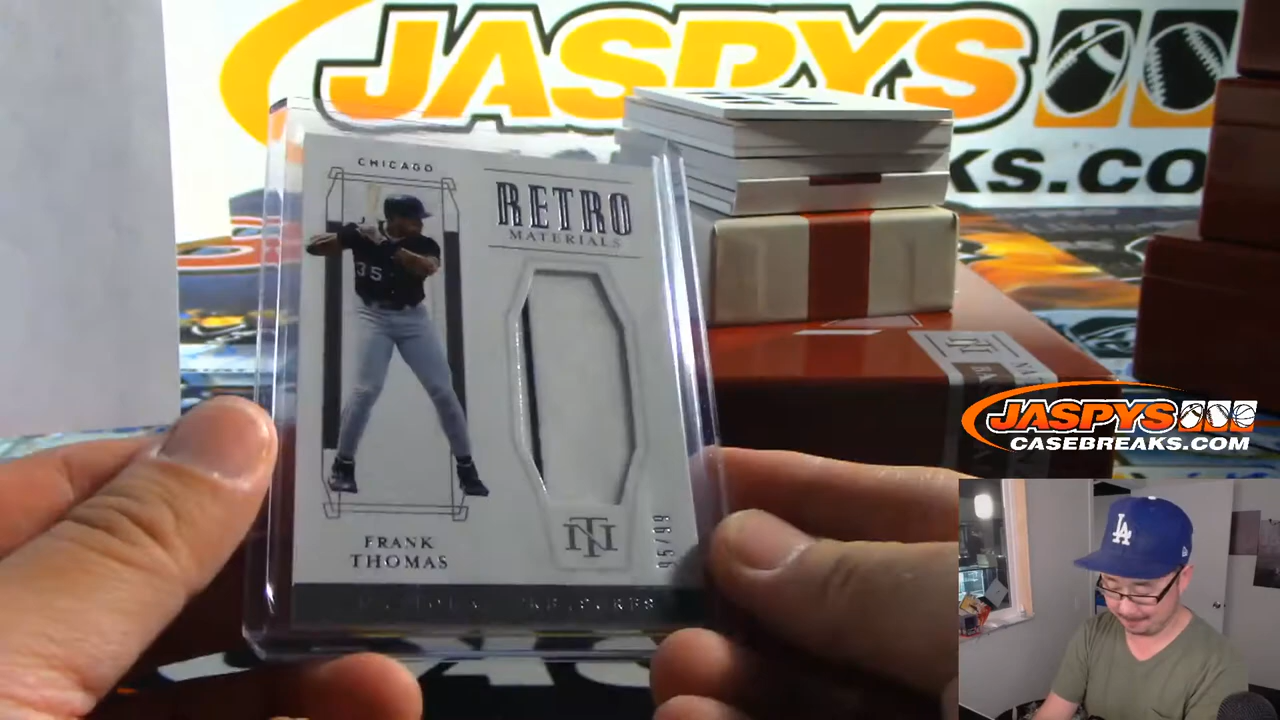 JASPYS
KS.CO
CHICAGO
RETRO
MATERIALS
35
FRANK
THOMAS
95/99
JASPYS
CASEBREAKS.COM
LA